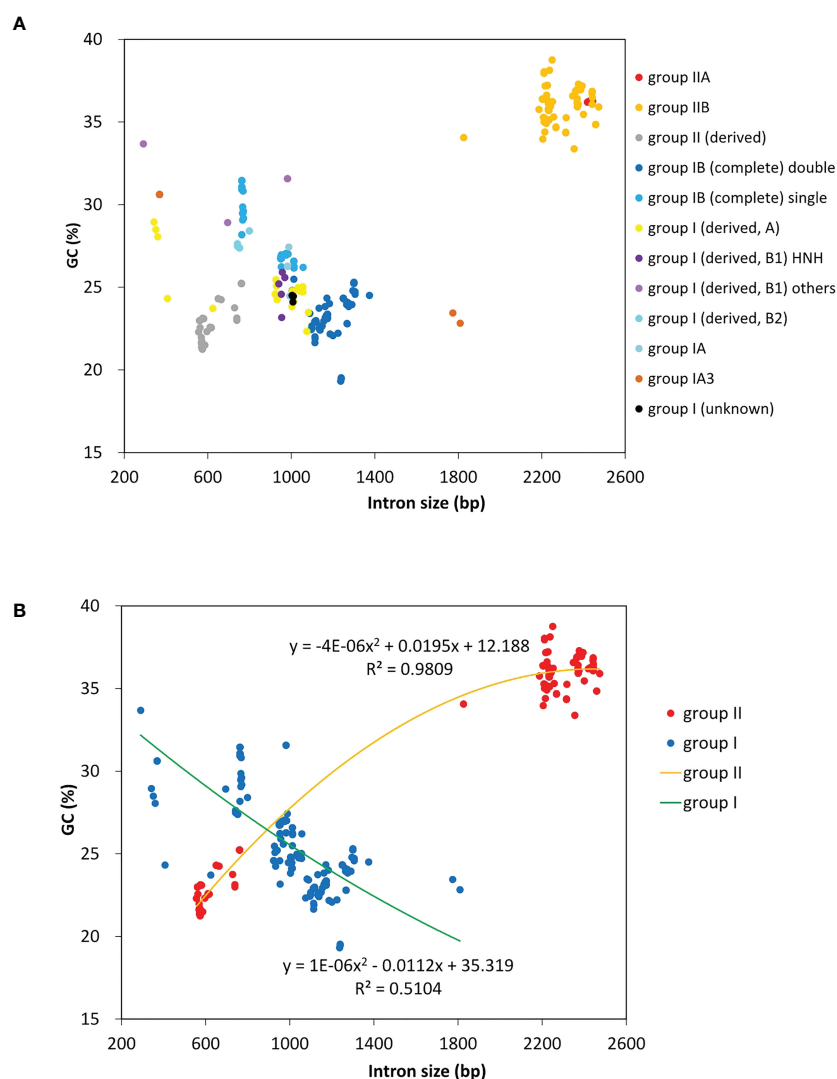 A
40
35
30
25
20
15
GC (%)
200 600 1000 1400 1800 2200 2600
Intron size (bp)
group IIA
group IIB
group II (derived)
group IB (complete) double
group IB (complete) single
group I (derived, A)
group I (derived, B1) HNH
group I (derived, B1) others
group I (derived, B2)
group IA
group IA3
group I (unknown)
B
40
35
30
25
20
15
GC (%)
y = -4E-06x² + 0.0195x + 12.188
R² = 0.9809
y = 1E-06x² - 0.0112x + 35.319
R² = 0.5104
200 600 1000 1400 1800 2200 2600
Intron size (bp)
group II
group I
group II
group I